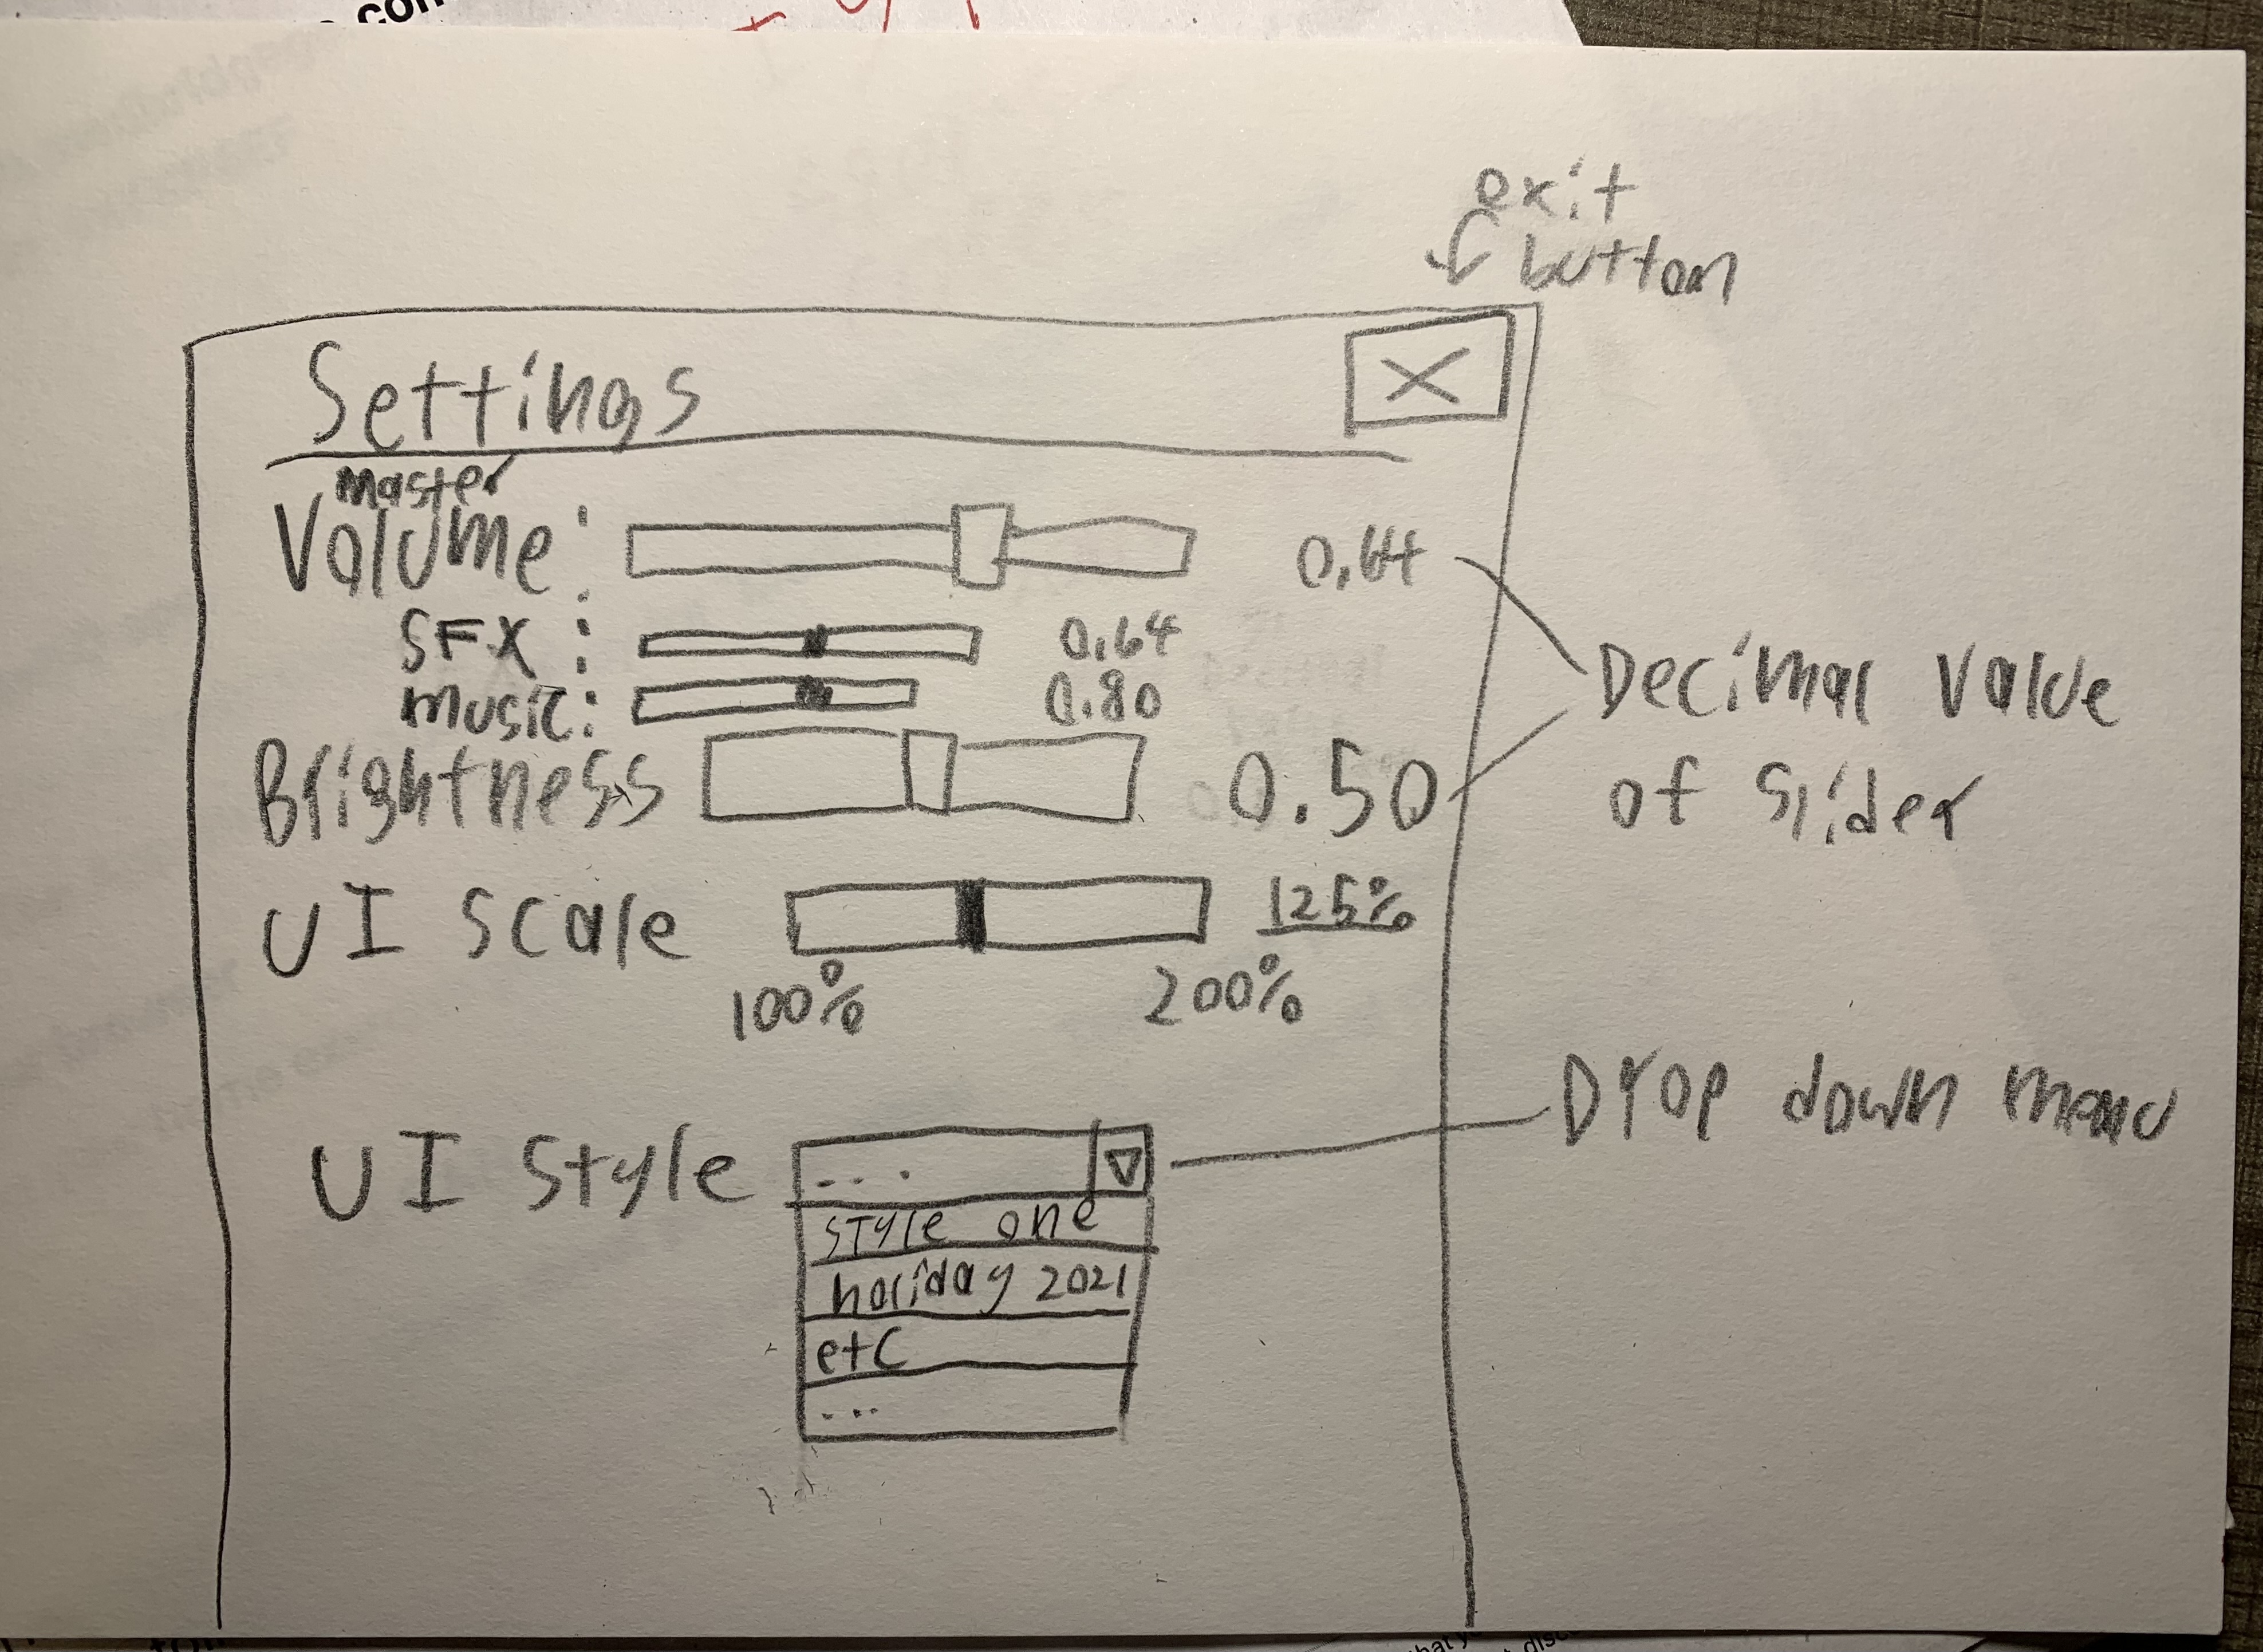 exit
button
Settings
X
master
Volume: 0.64
SFX : 0.64
music: 0.80
Decimal Value
of slider
Brightness 0.50
UI Scale 125%
100% 200%
Drop down menu
UI Style ...
style one
holiday 2021
etc
...